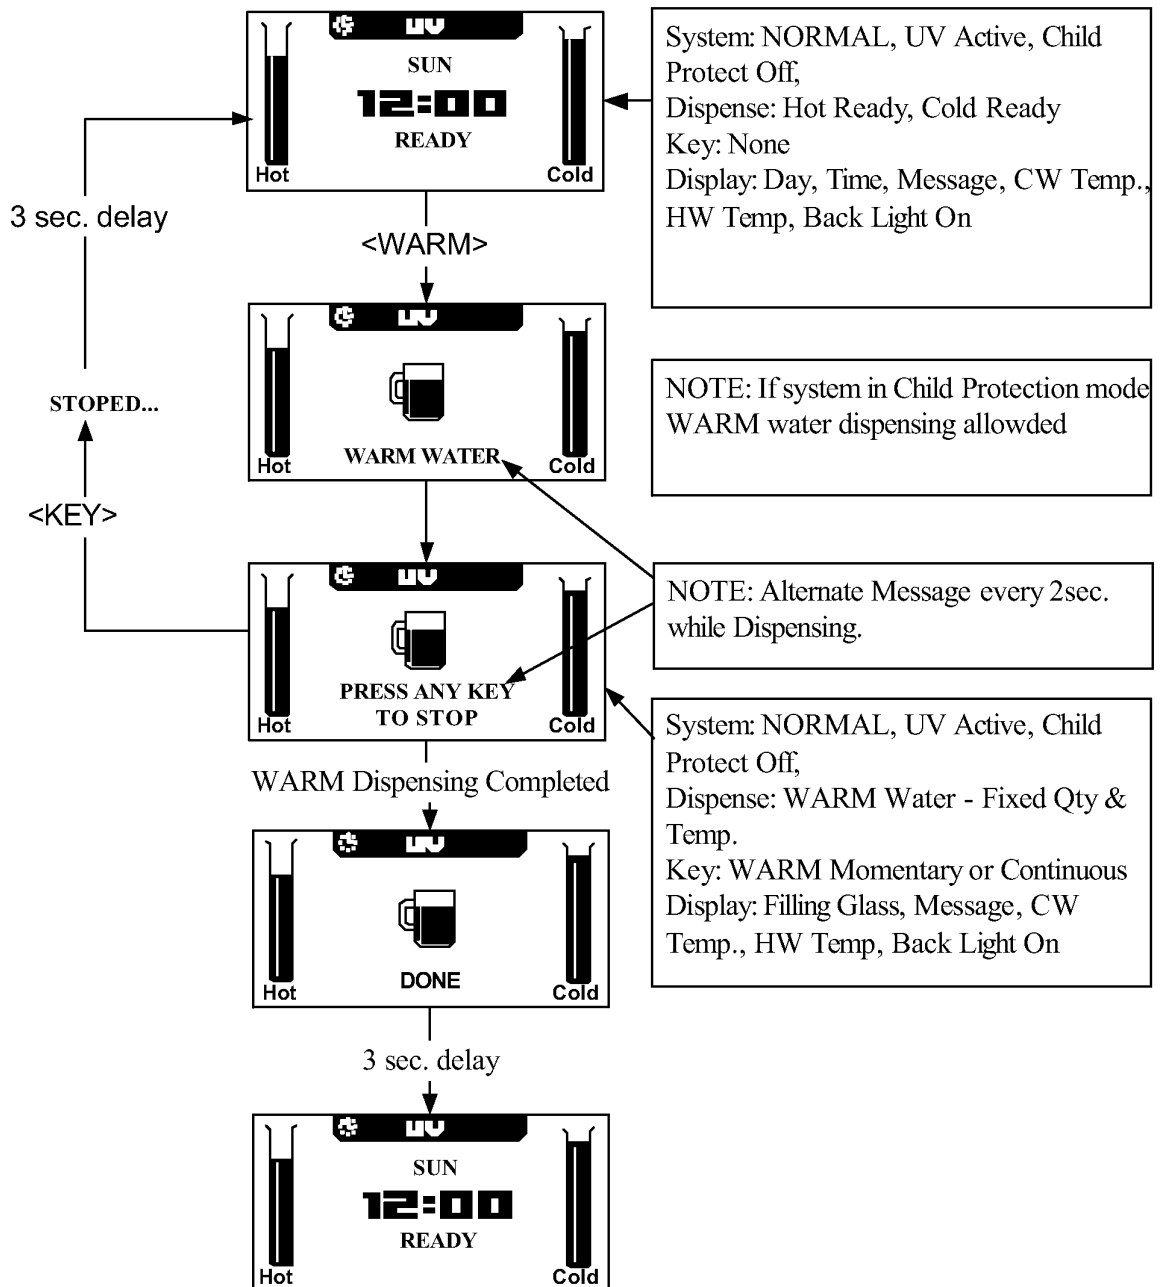 UV
SUN
12:00
READY
Hot
Cold
System: NORMAL, UV Active, Child
Protect Off,
Dispense: Hot Ready, Cold Ready
Key: None
Display: Day, Time, Message, CW Temp.,
HW Temp, Back Light On
3 sec. delay
<WARM>
UV
WARM WATER
Hot
Cold
NOTE: If system in Child Protection mode
WARM water dispensing allowded
STOPED...
<KEY>
UV
PRESS ANY KEY
TO STOP
Hot
Cold
NOTE: Alternate Message every 2sec.
while Dispensing.
System: NORMAL, UV Active, Child
Protect Off,
Dispense: WARM Water - Fixed Qty &
Temp.
Key: WARM Momentary or Continuous
Display: Filling Glass, Message, CW
Temp., HW Temp, Back Light On
WARM Dispensing Completed
UV
DONE
Hot
Cold
3 sec. delay
UV
SUN
12:00
READY
Hot
Cold